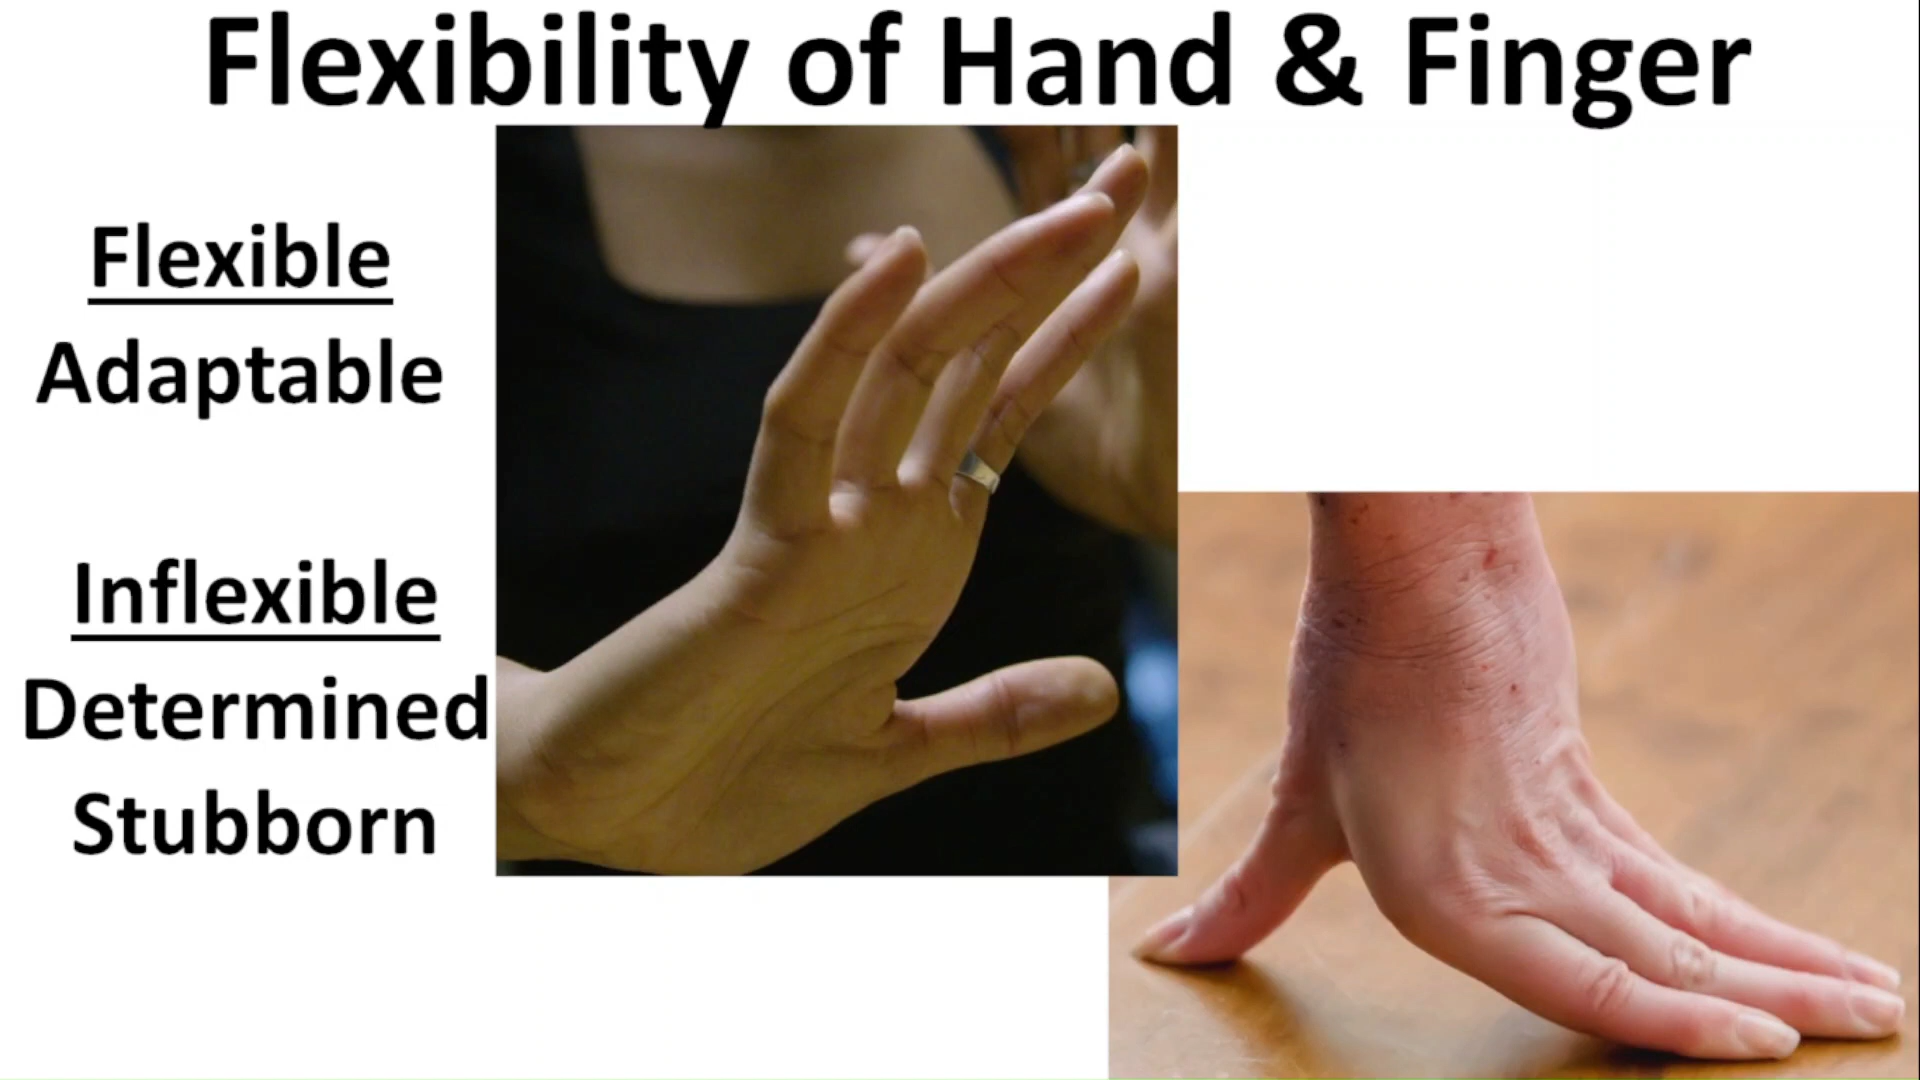 Flexibility of Hand & Finger
Flexible
Adaptable
Inflexible
Determined
Stubborn